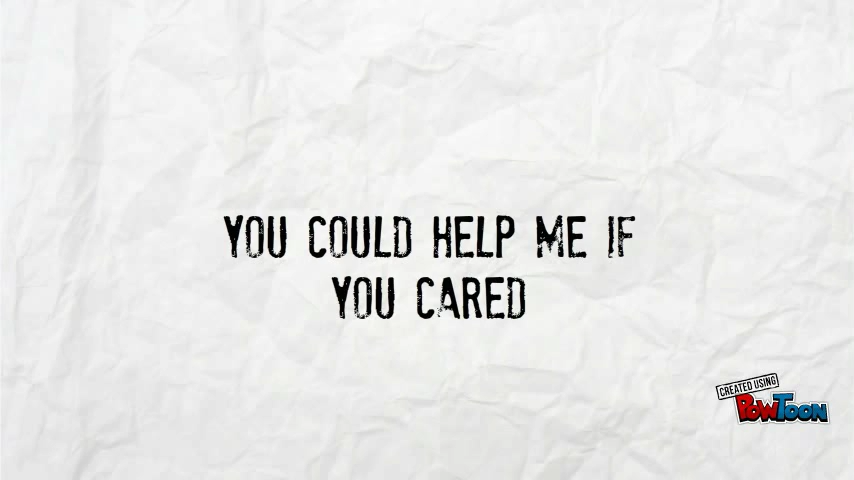 YOU COULD HELP ME IF
YOU CARED
CREATED USING
POWTOON